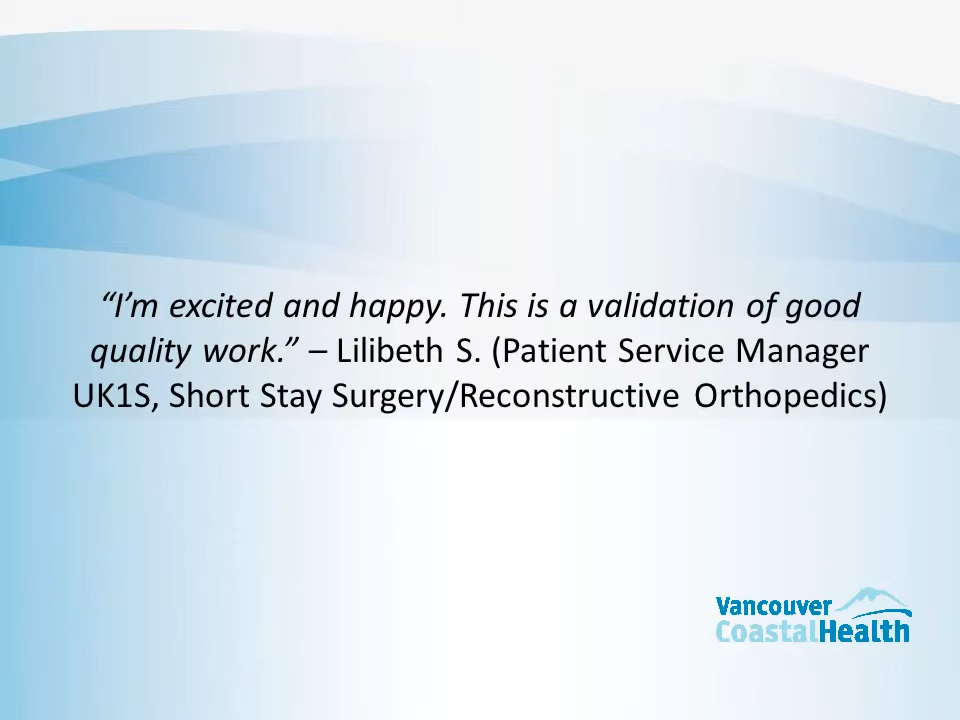 “I’m excited and happy. This is a validation of good
quality work.” – Lilibeth S. (Patient Service Manager
UK1S, Short Stay Surgery/Reconstructive Orthopedics)
Vancouver
CoastalHealth